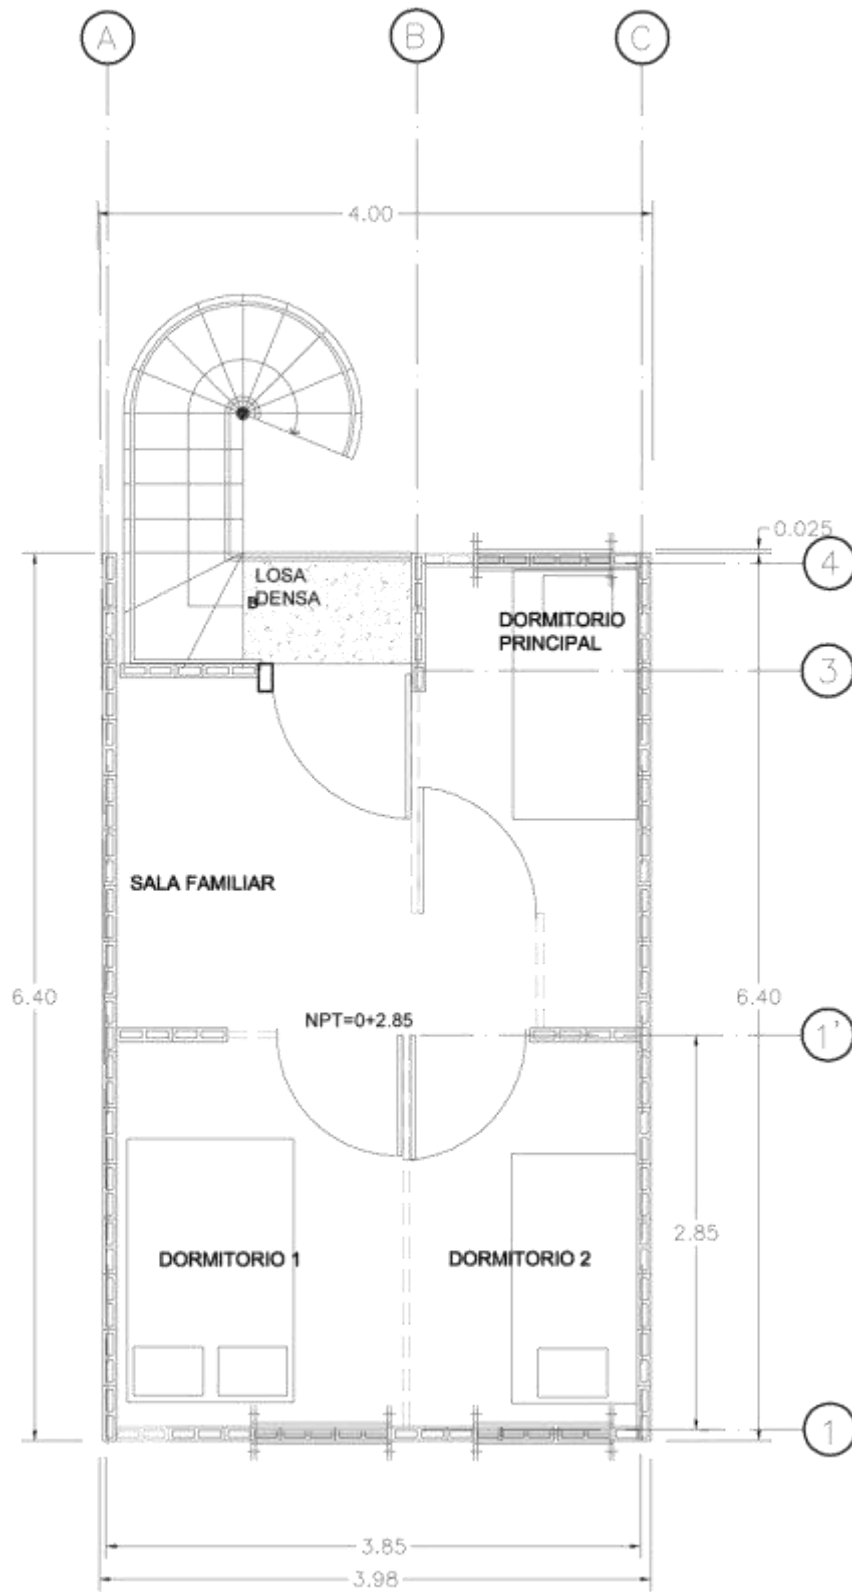 A
B
C
4.00
0.025
4
LOSA
DENSA
B
DORMITORIO
PRINCIPAL
3
SALA FAMILIAR
6.40
6.40
NPT=0+2.85
1'
2.85
DORMITORIO 1
DORMITORIO 2
1
3.85
3.98